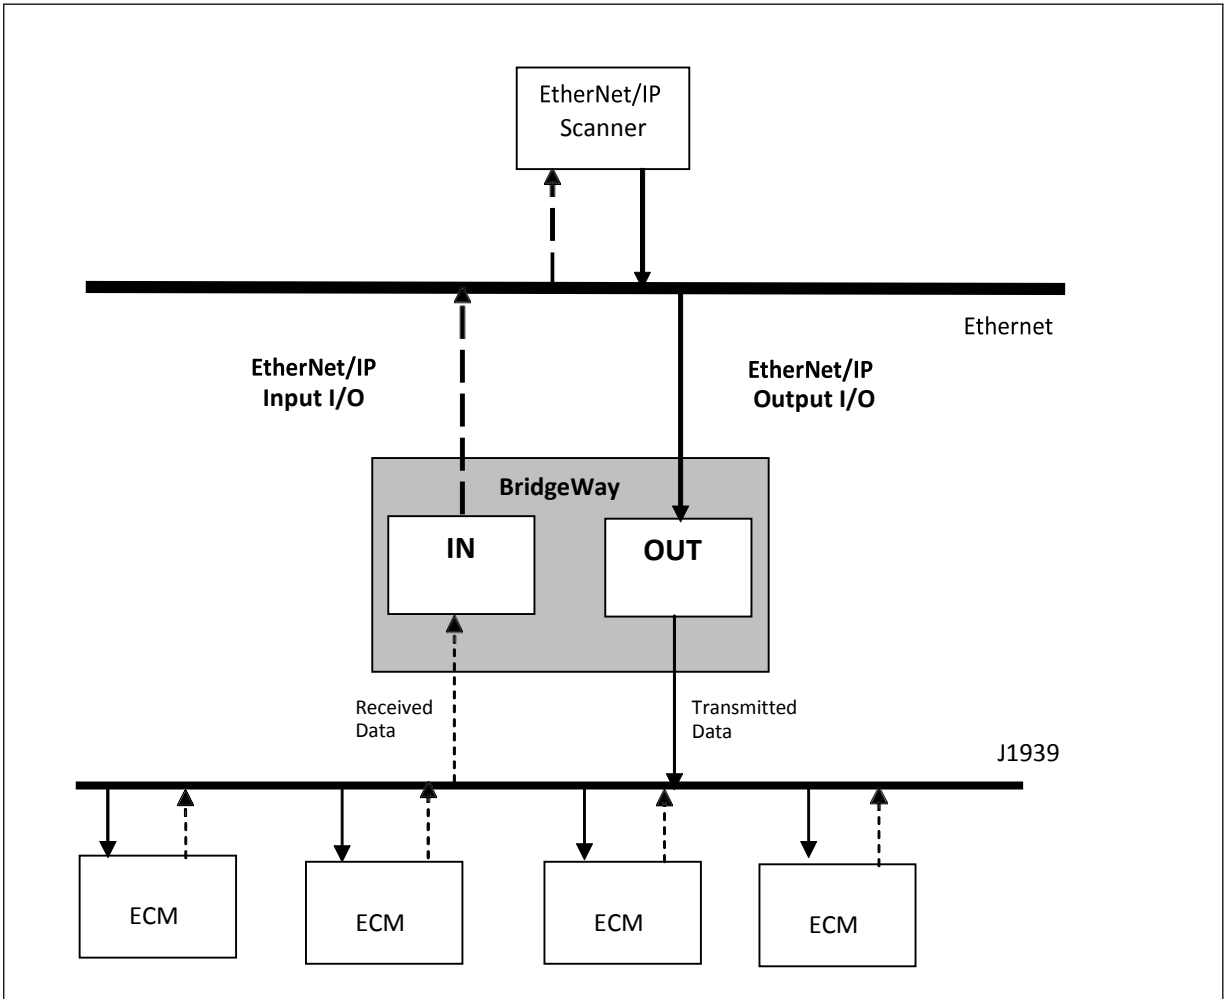 EtherNet/IP
Scanner
Ethernet
EtherNet/IP
Input I/O
EtherNet/IP
Output I/O
BridgeWay
IN
OUT
Received
Data
Transmitted
Data
J1939
ECM
ECM
ECM
ECM